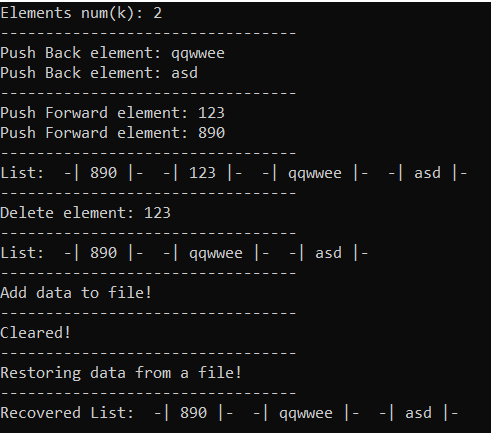 Elements num(k): 2
---------------------------------
Push Back element: qqwwee
Push Back element: asd
---------------------------------
Push Forward element: 123
Push Forward element: 890
---------------------------------
List:  -| 890 |-  -| 123 |-  -| qqwwee |-  -| asd |-
---------------------------------
Delete element: 123
---------------------------------
List:  -| 890 |-  -| qqwwee |-  -| asd |-
---------------------------------
Add data to file!
---------------------------------
Cleared!
---------------------------------
Restoring data from a file!
---------------------------------
Recovered List:  -| 890 |-  -| qqwwee |-  -| asd |-